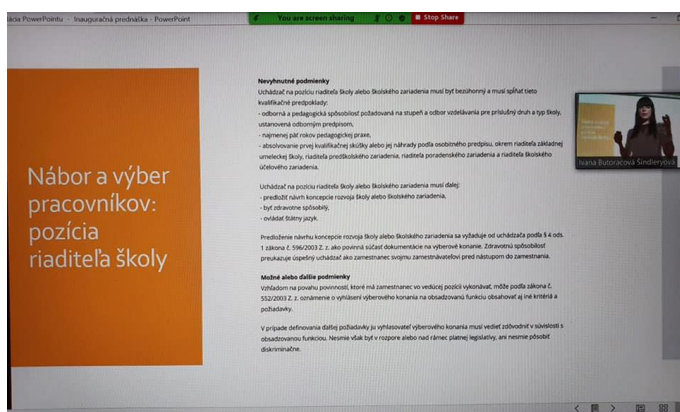 ácia PowerPointu - Inauguračná prednáška - PowerPoint
You are screen sharing
Stop Share
Nábor a výber
pracovníkov:
pozícia
riaditeľa školy
Nevyhnutné podmienky
Uchádzač na pozíciu riaditeľa školy alebo školského zariadenia musí byť bezúhonný a musí spĺňať tieto
kvalifikačné predpoklady:
- odborná a pedagogická spôsobilosť požadovaná na stupeň a odbor vzdelávania pre príslušný druh a typ školy,
ustanovená odborným predpisom,
- najmenej päť rokov pedagogickej praxe,
- absolvovanie prvej kvalifikačnej skúšky alebo jej náhrady podľa osobitného predpisu, okrem riaditeľa základnej
umeleckej školy, riaditeľa predškolského zariadenia, riaditeľa poradenského zariadenia a riaditeľa školského
účelového zariadenia.
Uchádzač na pozíciu riaditeľa školy alebo školského zariadenia musí ďalej:
- predložiť návrh koncepcie rozvoja školy alebo školského zariadenia,
- byť zdravotne spôsobilý,
- ovládať štátny jazyk.
Predloženie návrhu koncepcie rozvoja školy alebo školského zariadenia sa vyžaduje od uchádzača podľa § 4 ods.
1 zákona č. 596/2003 Z. z. ako povinná súčasť dokumentácie na výberové konanie. Zdravotnú spôsobilosť
preukazuje úspešný uchádzač ako zamestnanec svojmu zamestnávateľovi pred nástupom do zamestnania.
Možné alebo ďalšie podmienky
Vzhľadom na povahu povinností, ktoré má zamestnanec vo vedúcej pozícii vykonávať, môže podľa zákona č.
552/2003 Z. z. oznámenie o vyhlásení výberového konania na obsadzovanú funkciu obsahovať aj iné kritériá a
požiadavky.
V prípade definovania ďalšej požiadavky ju vyhlasovateľ výberového konania musí vedieť zdôvodniť v súvislosti s
obsadzovanou funkciou. Nesmie však byť v rozpore alebo nad rámec platnej legislatívy, ani nesmie pôsobiť
diskriminačne.
Ivana Butoracová Šindleryová